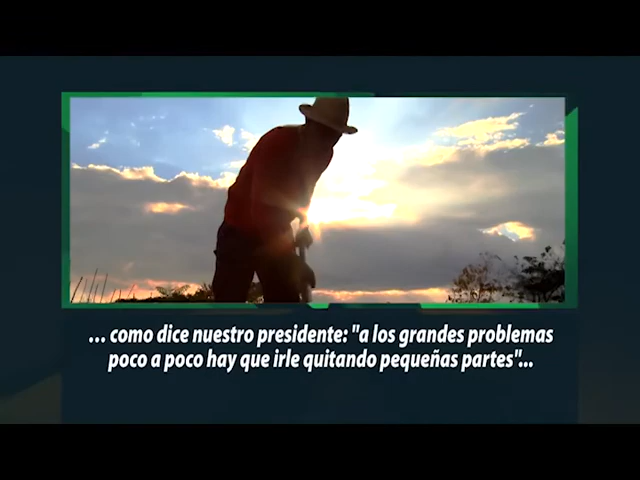 ... como dice nuestro presidente: "a los grandes problemas
poco a poco hay que irle quitando pequeñas partes"...